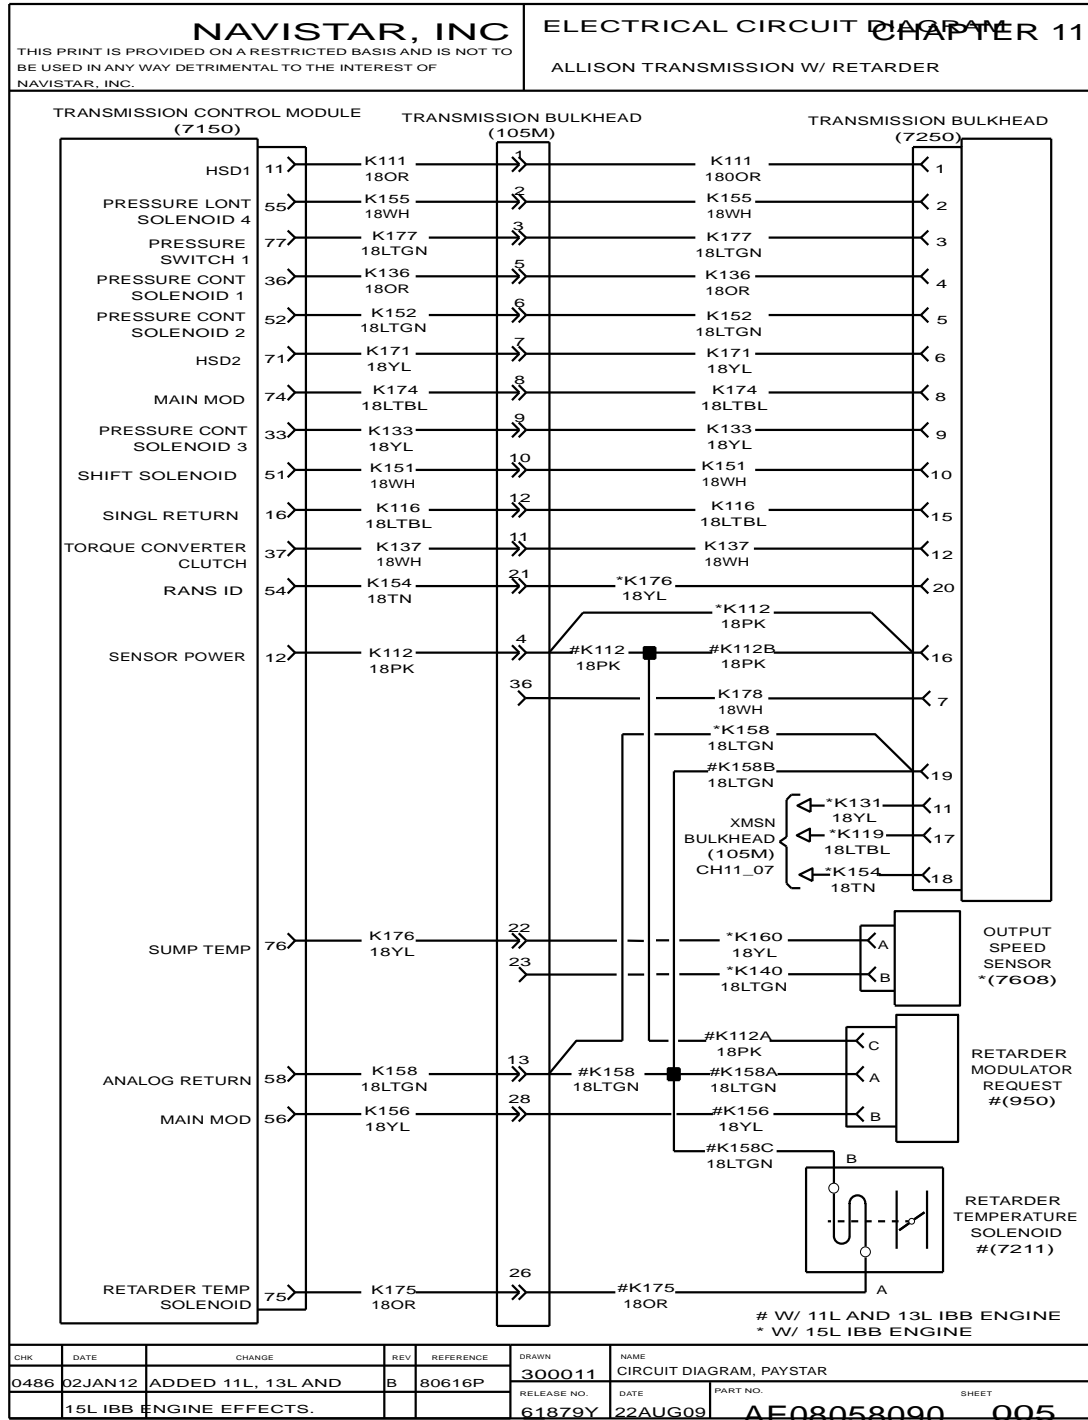 NAVISTAR, INC
THIS PRINT IS PROVIDED ON A RESTRICTED BASIS AND IS NOT TO
BE USED IN ANY WAY DETRIMENTAL TO THE INTEREST OF
NAVISTAR, INC.
ELECTRICAL CIRCUIT DIAGRAM
CHAPTER 11
ALLISON TRANSMISSION W/ RETARDER
TRANSMISSION CONTROL MODULE
(7150)
TRANSMISSION BULKHEAD
(105M)
TRANSMISSION BULKHEAD
(7250)
HSD1 11 K111 1 K111 1
18OR 180OR
PRESSURE LONT 55 K155 2 K155 2
SOLENOID 4 18WH 18WH
PRESSURE 77 K177 3 K177 3
SWITCH 1 18LTGN 18LTGN
PRESSURE CONT 36 K136 5 K136 4
SOLENOID 1 18OR 18OR
PRESSURE CONT 52 K152 6 K152 5
SOLENOID 2 18LTGN 18LTGN
HSD2 71 K171 7 K171 6
18YL 18YL
MAIN MOD 74 K174 8 K174 8
18LTBL 18LTBL
PRESSURE CONT 33 K133 9 K133 9
SOLENOID 3 18YL 18YL
SHIFT SOLENOID 51 K151 10 K151 10
18WH 18WH
SINGL RETURN 16 K116 12 K116 15
18LTBL 18LTBL
TORQUE CONVERTER 37 K137 11 K137 12
CLUTCH 18WH 18WH
RANS ID 54 K154 21 *K176 20
18TN 18YL
*K112
18PK
SENSOR POWER 12 K112 4 #K112 #K112B 16
18PK 18PK 18PK
36 K178 7
18WH
*K158
18LTGN
#K158B 19
18LTGN
*K131 11
18YL
XMSN
BULKHEAD
(105M)
CH11_07
*K119 17
18LTBL
*K154 18
18TN
SUMP TEMP 76 K176 22 *K160 A
18YL 18YL
23 *K140 B
18LTGN
OUTPUT
SPEED
SENSOR
*(7608)
#K112A C
18PK
ANALOG RETURN 58 K158 13 #K158 #K158A A
18LTGN 18LTGN 18LTGN
MAIN MOD 56 K156 28 #K156 B
18YL 18YL
RETARDER
MODULATOR
REQUEST
#(950)
#K158C B
18LTGN
RETARDER
TEMPERATURE
SOLENOID
#(7211)
RETARDER TEMP 75 K175 26 #K175 A
SOLENOID 18OR 18OR
# W/ 11L AND 13L IBB ENGINE
* W/ 15L IBB ENGINE
CHK DATE CHANGE REV REFERENCE
0486 02JAN12 ADDED 11L, 13L AND B 80616P
15L IBB ENGINE EFFECTS.
DRAWN NAME
300011 CIRCUIT DIAGRAM, PAYSTAR
RELEASE NO. DATE PART NO. SHEET
61879Y 22AUG09 AE08058090 005